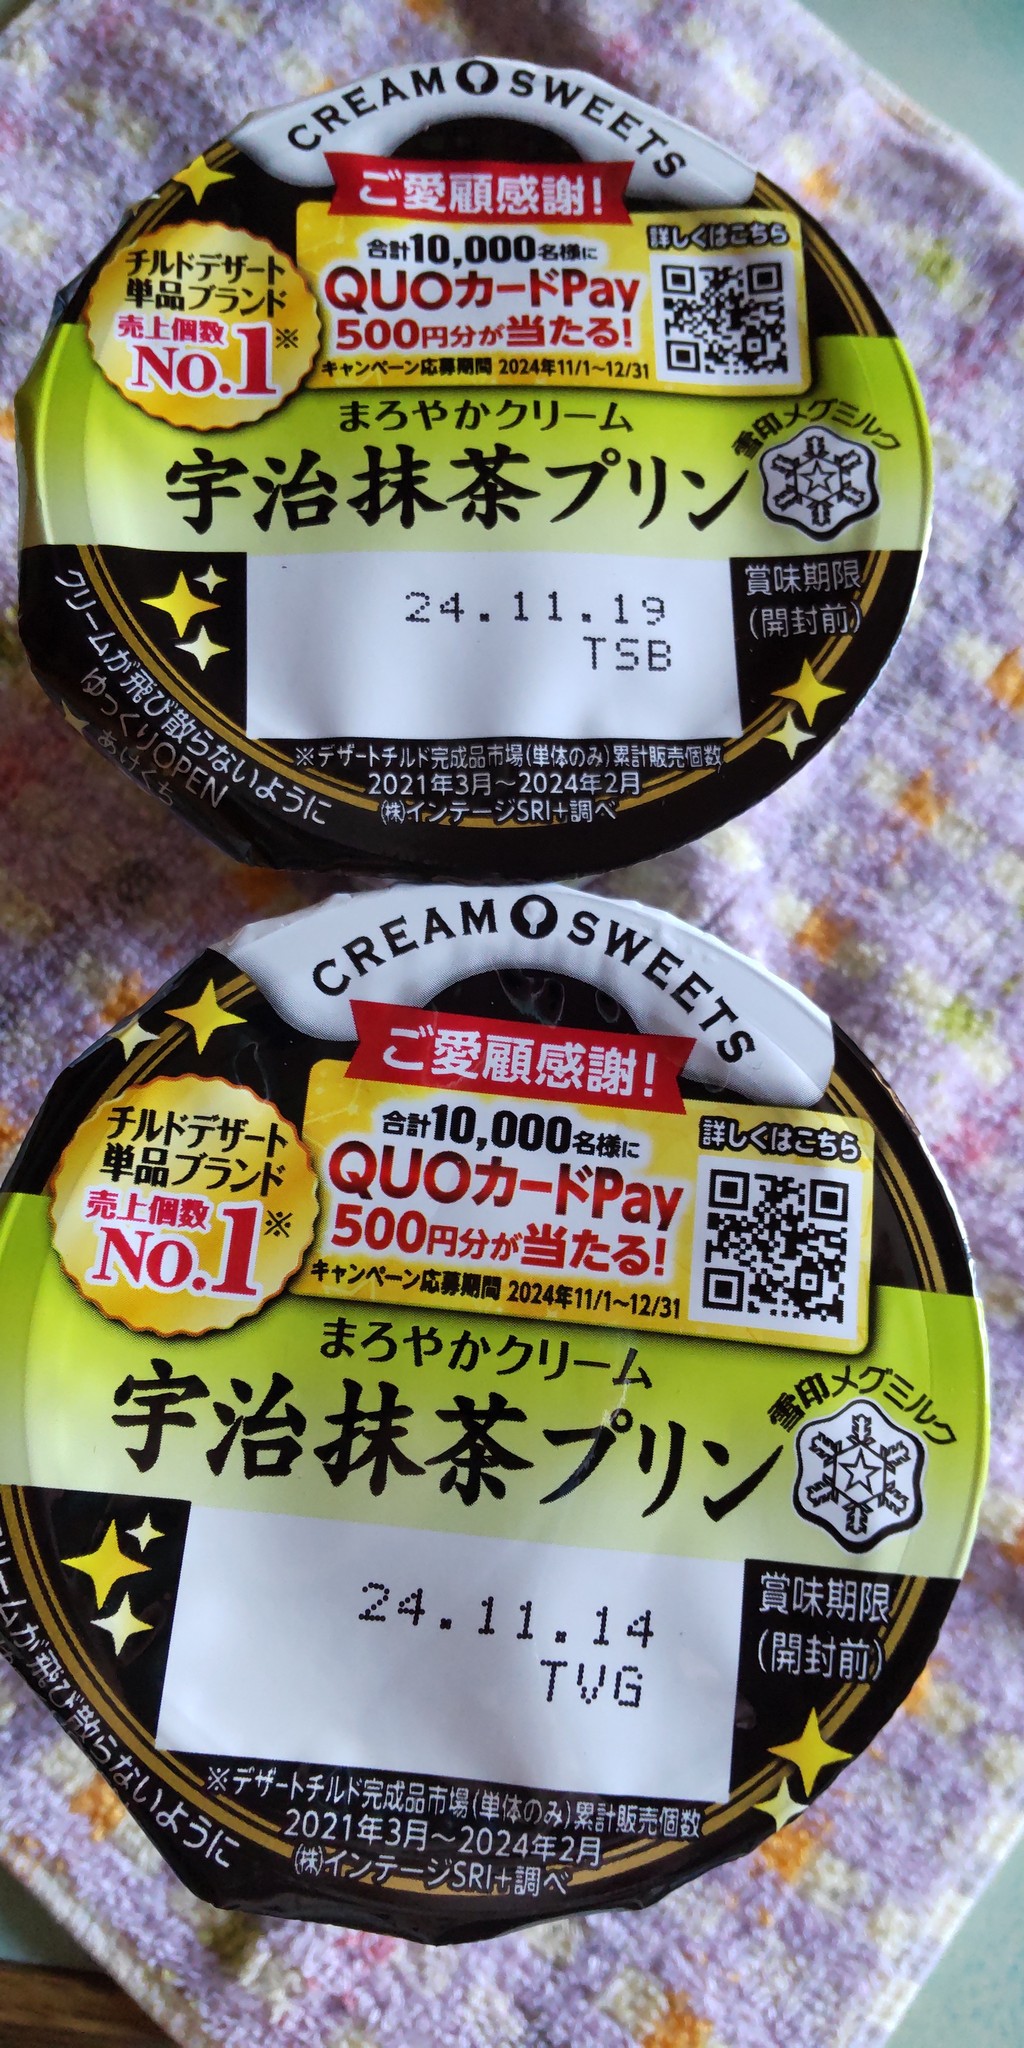 CREAM SWEETS
ご愛顧感謝!
合計10,000名様に
QUOカードPay
500円分が当たる!
キャンペーン応募期間 2024年11/1~12/31
詳しくはこちら
チルドデザート
単品ブランド
売上個数
No.1※
まろやかクリーム
宇治抹茶プリン
雪印メグミルク
24.11.19
TSB
賞味期限
(開封前)
クリームが飛び散らないように
ゆっくりOPEN
あけくち
※デザートチルド完成品市場(単体のみ)累計販売個数
2021年3月~2024年2月
(株)インテージSRI+調べ
CREAM SWEETS
ご愛顧感謝!
合計10,000名様に
QUOカードPay
500円分が当たる!
キャンペーン応募期間 2024年11/1~12/31
詳しくはこちら
チルドデザート
単品ブランド
売上個数
No.1※
まろやかクリーム
宇治抹茶プリン
雪印メグミルク
24.11.14
TVG
賞味期限
(開封前)
リームが飛び散らないように
※デザートチルド完成品市場(単体のみ)累計販売個数
2021年3月~2024年2月
(株)インテージSRI+調べ